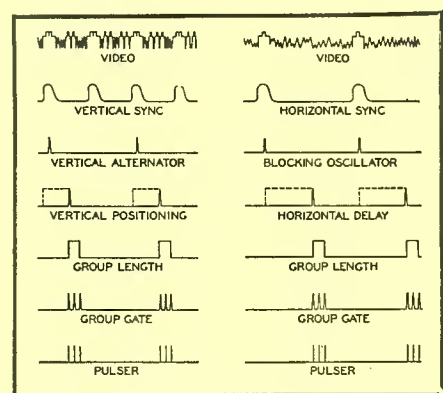 VIDEO
VERTICAL SYNC
VERTICAL ALTERNATOR
VERTICAL POSITIONING
GROUP LENGTH
GROUP GATE
PULSER
VIDEO
HORIZONTAL SYNC
BLOCKING OSCILLATOR
HORIZONTAL DELAY
GROUP LENGTH
GROUP GATE
PULSER